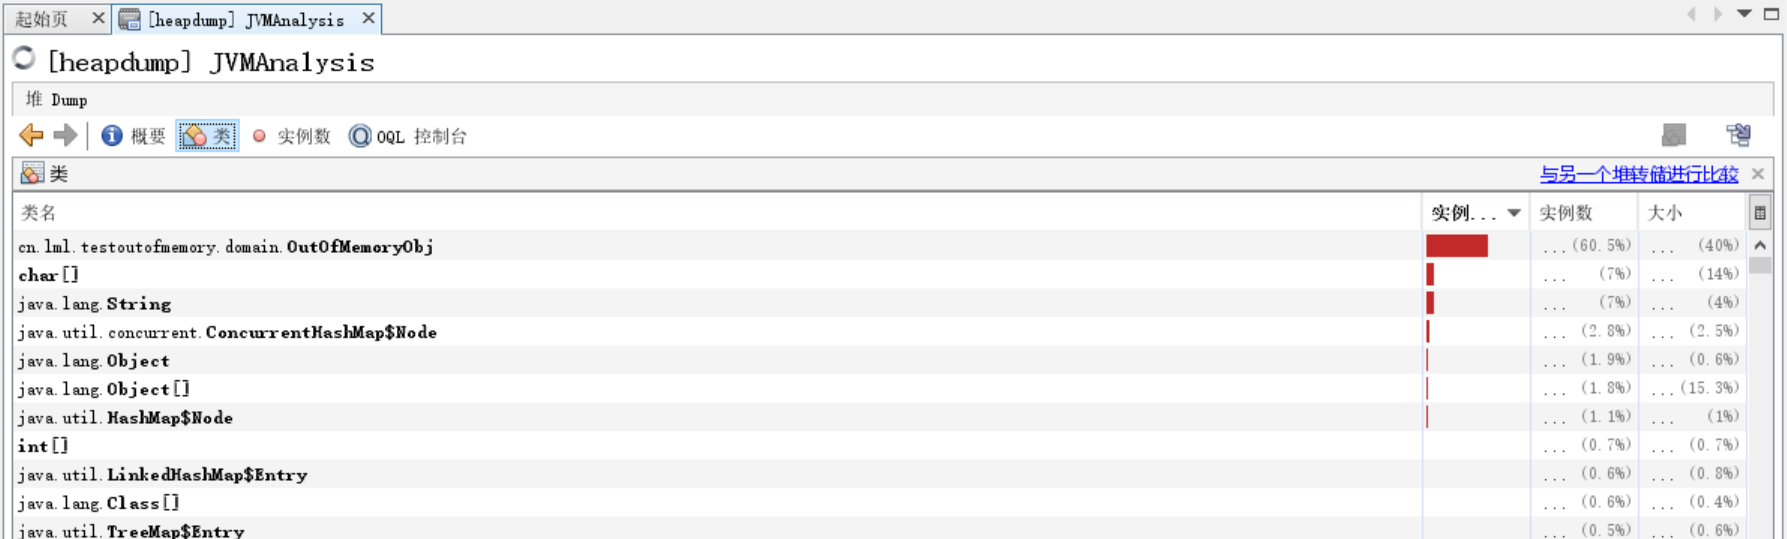 起始页 [heapdump] JVMAnalysis
[heapdump] JVMAnalysis
堆 Dump
概要 类 实例数 OQL 控制台
类 与另一个堆转储进行比较
类名 实例... 实例数 大小
cn.lml.testoutofmemory.domain.OutOfMemoryObj ...(60.5%) ... (40%)
char[] ... (7%) ... (14%)
java.lang.String ... (7%) ... (4%)
java.util.concurrent.ConcurrentHashMap$Node ... (2.8%) ... (2.5%)
java.lang.Object ... (1.9%) ... (0.6%)
java.lang.Object[] ... (1.8%) ...(15.3%)
java.util.HashMap$Node ... (1.1%) ... (1%)
int[] ... (0.7%) ... (0.7%)
java.util.LinkedHashMap$Entry ... (0.6%) ... (0.8%)
java.lang.Class[] ... (0.6%) ... (0.4%)
java.util.TreeMap$Entry ... (0.5%) ... (0.6%)